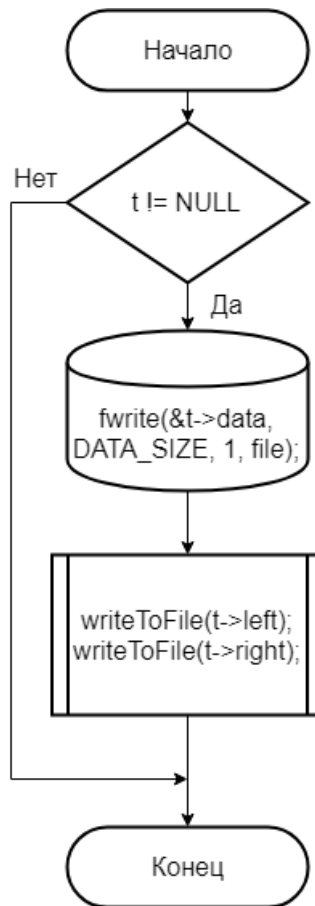 Начало
t != NULL
Нет
Да
fwrite(&t->data,
DATA_SIZE, 1, file);
writeToFile(t->left);
writeToFile(t->right);
Конец